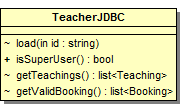 TeacherJDBC
~ load(in id : string)
+ isSuperUser() : bool
~ getTeachings() : list<Teaching>
~ getValidBooking() : list<Booking>